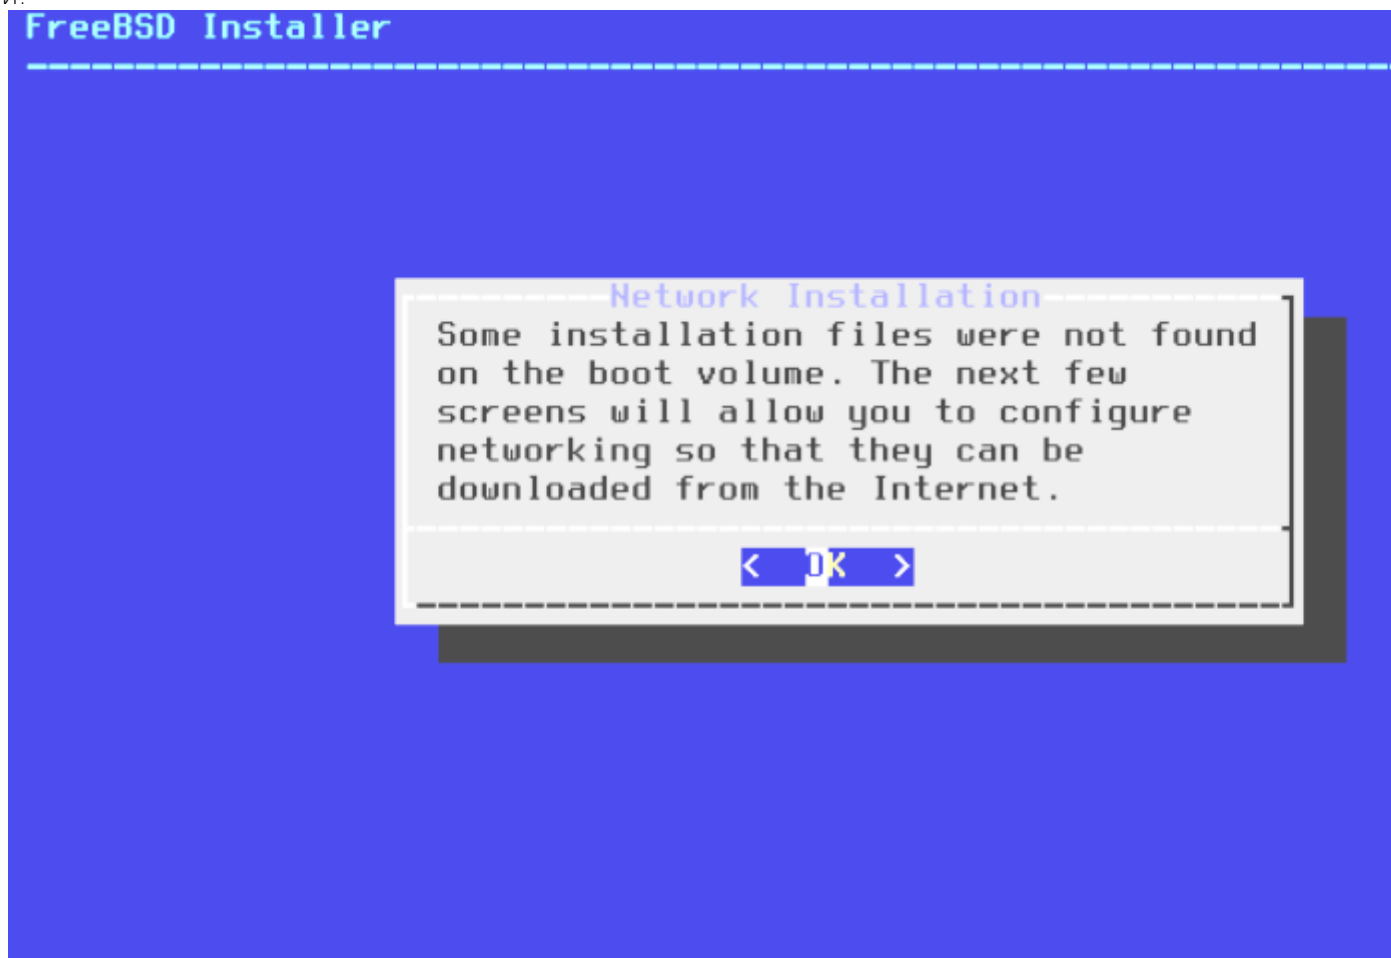 FreeBSD Installer
Network Installation
Some installation files were not found
on the boot volume. The next few
screens will allow you to configure
networking so that they can be
downloaded from the Internet.
< OK >